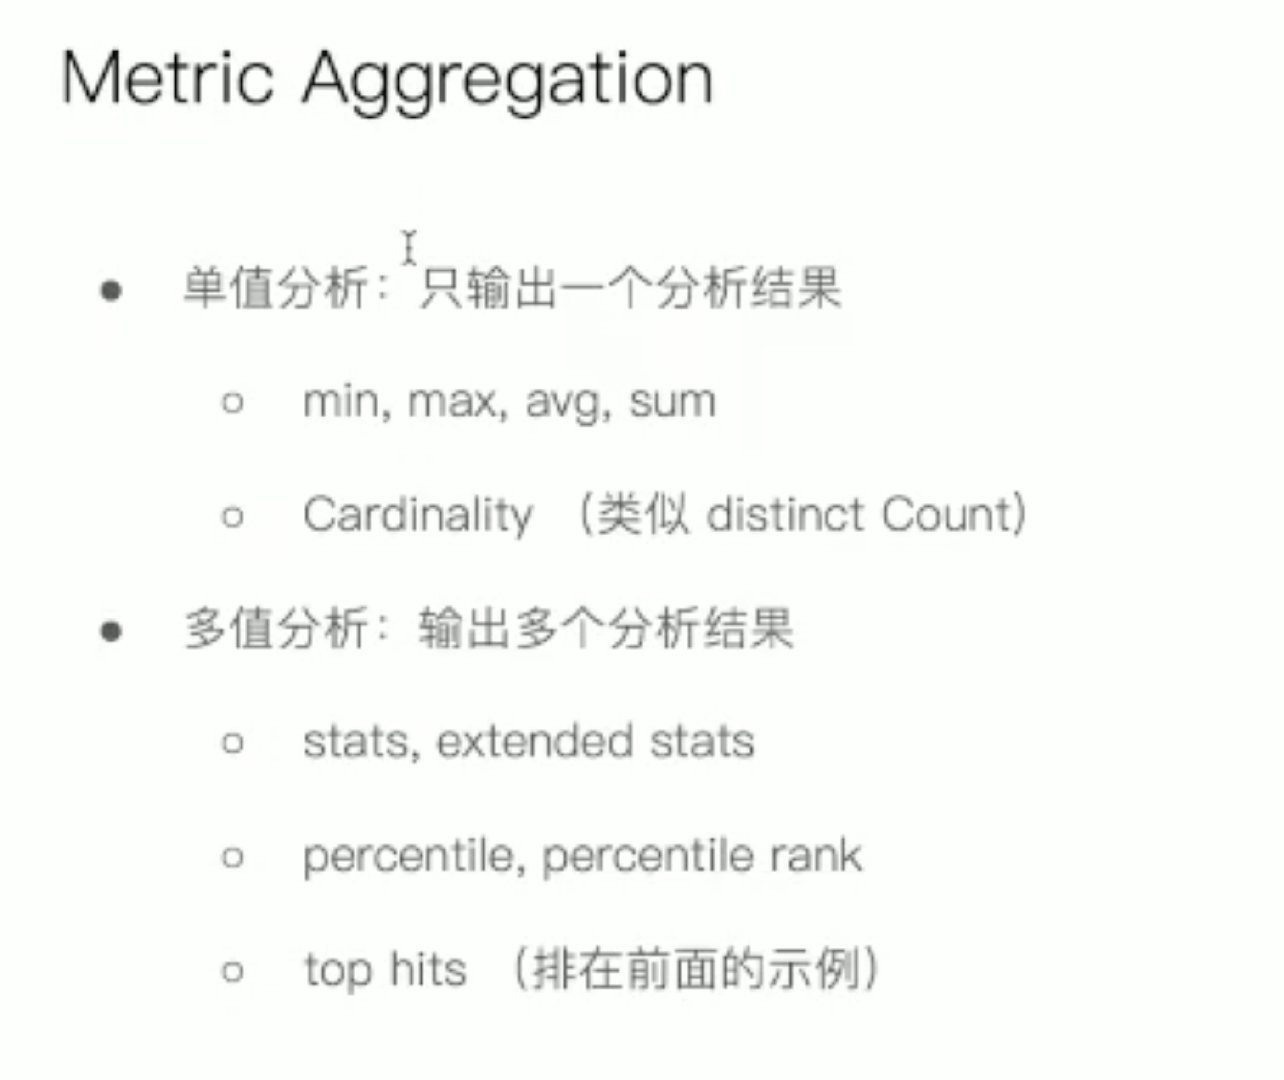 Metric Aggregation
● 单值分析：只输出一个分析结果
○ min, max, avg, sum
○ Cardinality （类似 distinct Count）
● 多值分析：输出多个分析结果
○ stats, extended stats
○ percentile, percentile rank
○ top hits （排在前面的示例）